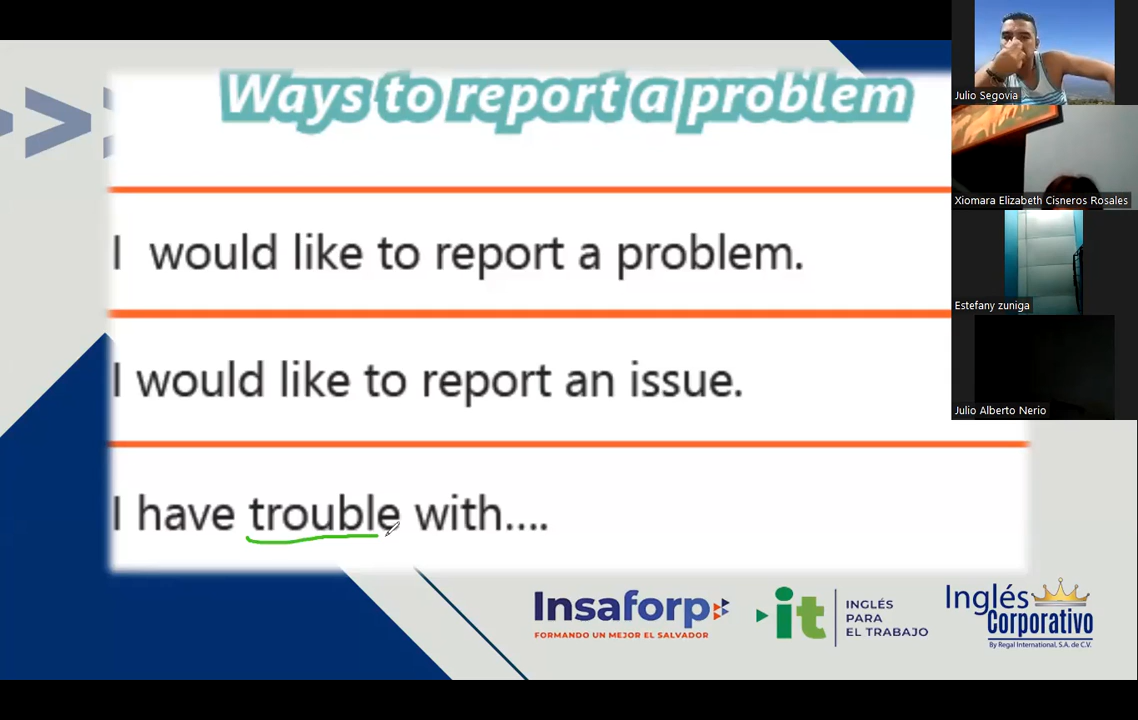 Ways to report a problem
I would like to report a problem.
I would like to report an issue.
I have trouble with....
Julio Segovia
Xiomara Elizabeth Cisneros Rosales
Estefany zuniga
Julio Alberto Nerio
Insaforp
FORMANDO UN MEJOR EL SALVADOR
it
INGLÉS
PARA
EL TRABAJO
Inglés
Corporativo
By Regal International, S.A. de C.V.